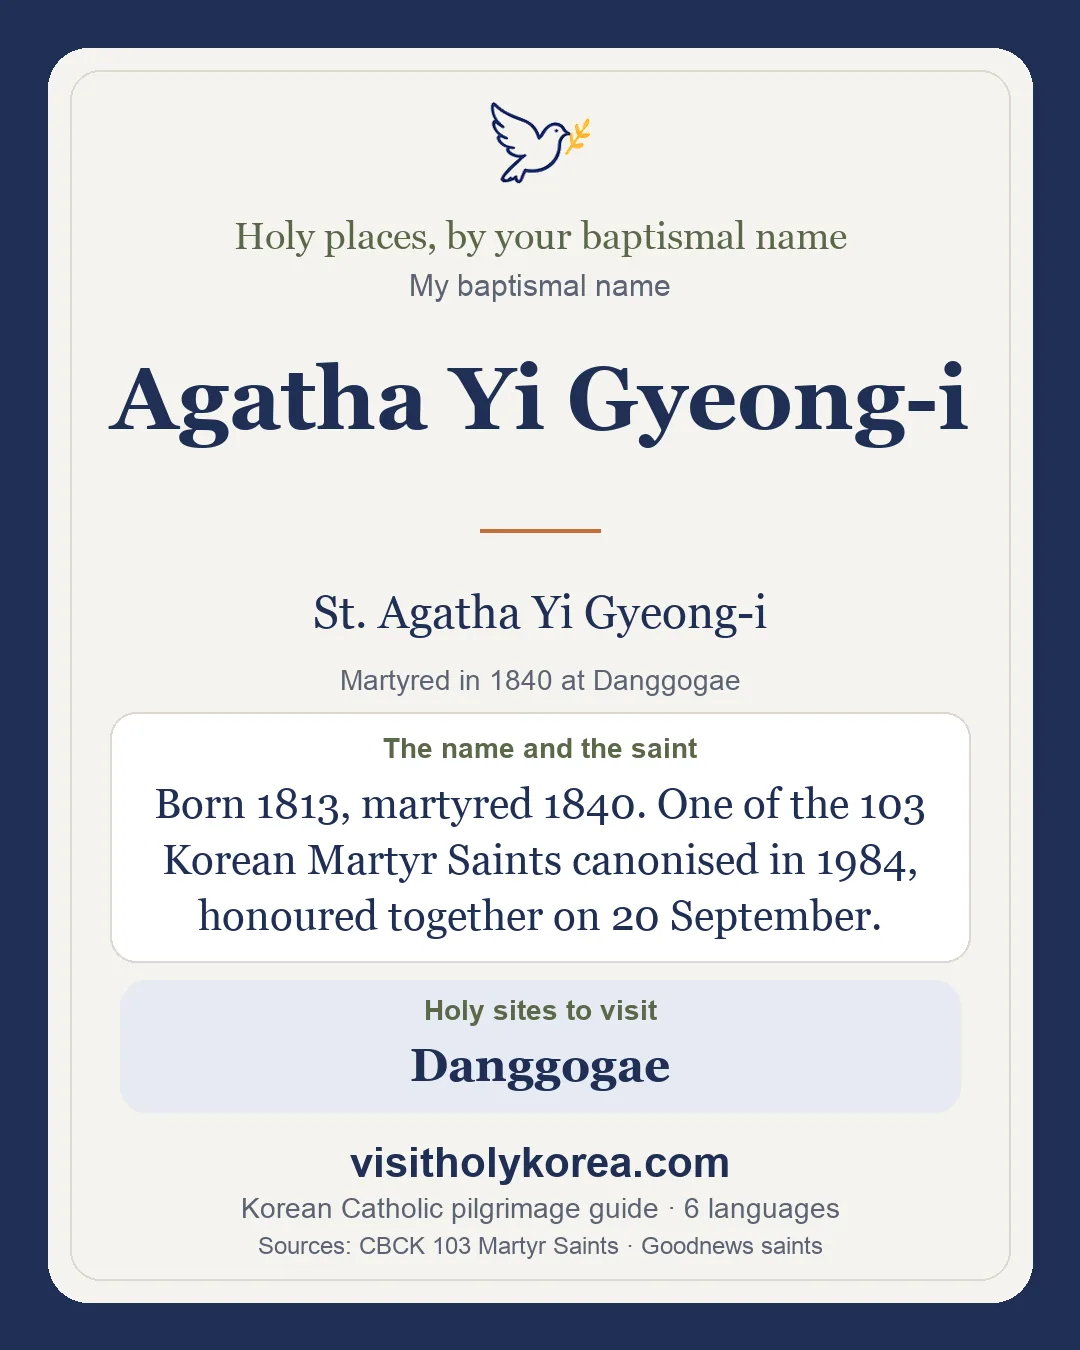 Holy places, by your baptismal name
My baptismal name
Agatha Yi Gyeong-i
St. Agatha Yi Gyeong-i
Martyred in 1840 at Danggogae
The name and the saint
Born 1813, martyred 1840. One of the 103
Korean Martyr Saints canonised in 1984,
honoured together on 20 September.
Holy sites to visit
Danggogae
visitholykorea.com
Korean Catholic pilgrimage guide · 6 languages
Sources: CBCK 103 Martyr Saints · Goodnews saints